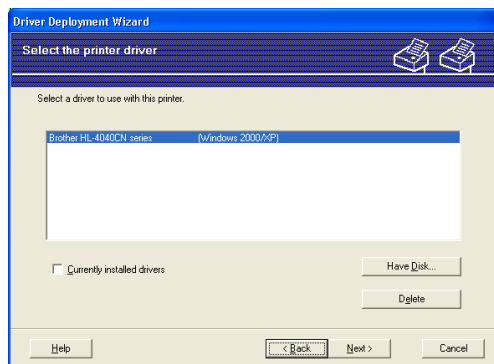 Driver Deployment Wizard
Select the printer driver
Select a driver to use with this printer.
Brother HL-4040CN series (Windows 2000/XP)
Currently installed drivers
Have Disk...
Delete
Help
< Back
Next >
Cancel